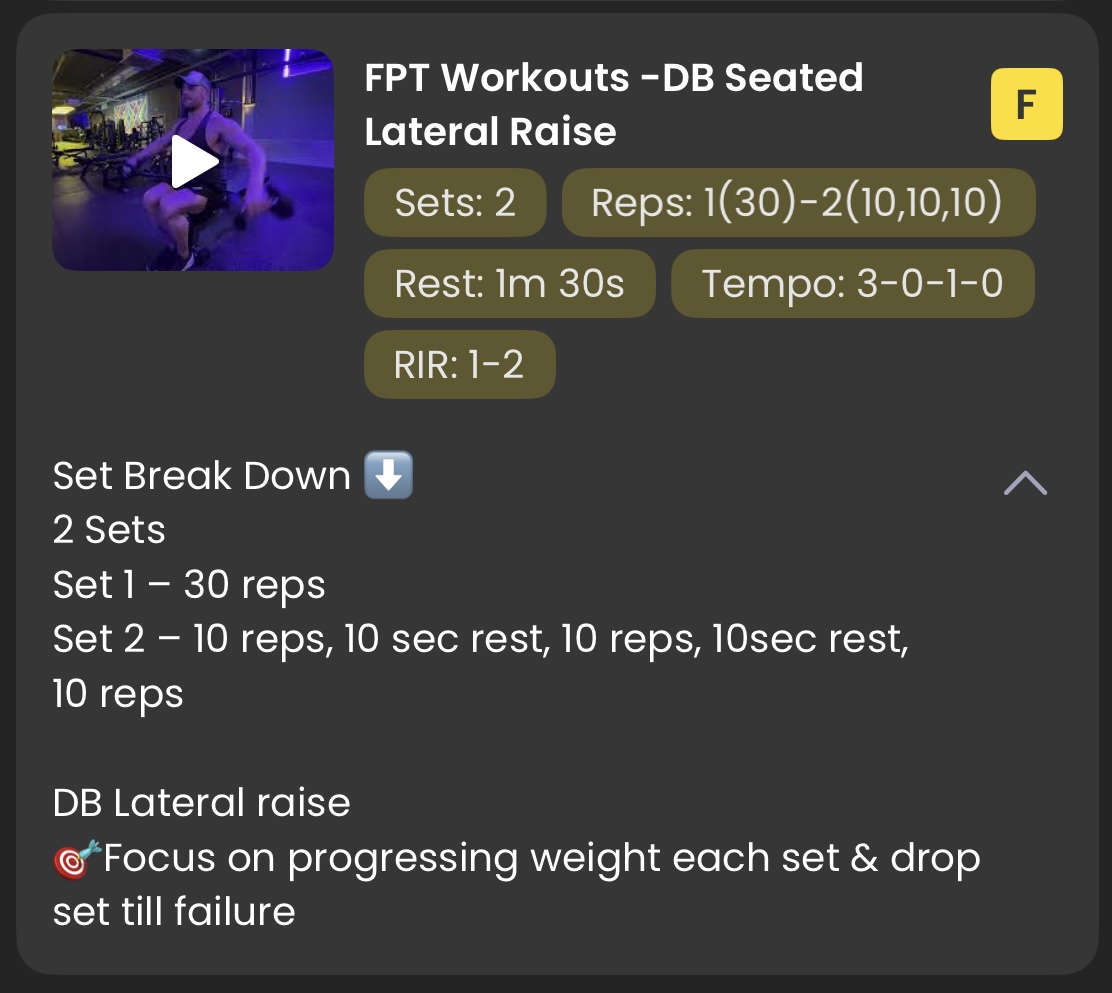 FPT Workouts -DB Seated
Lateral Raise
F
Sets: 2
Reps: 1(30)-2(10,10,10)
Rest: 1m 30s
Tempo: 3-0-1-0
RIR: 1-2
Set Break Down ⬇️
2 Sets
Set 1 – 30 reps
Set 2 – 10 reps, 10 sec rest, 10 reps, 10sec rest,
10 reps
DB Lateral raise
🎯Focus on progressing weight each set & drop
set till failure